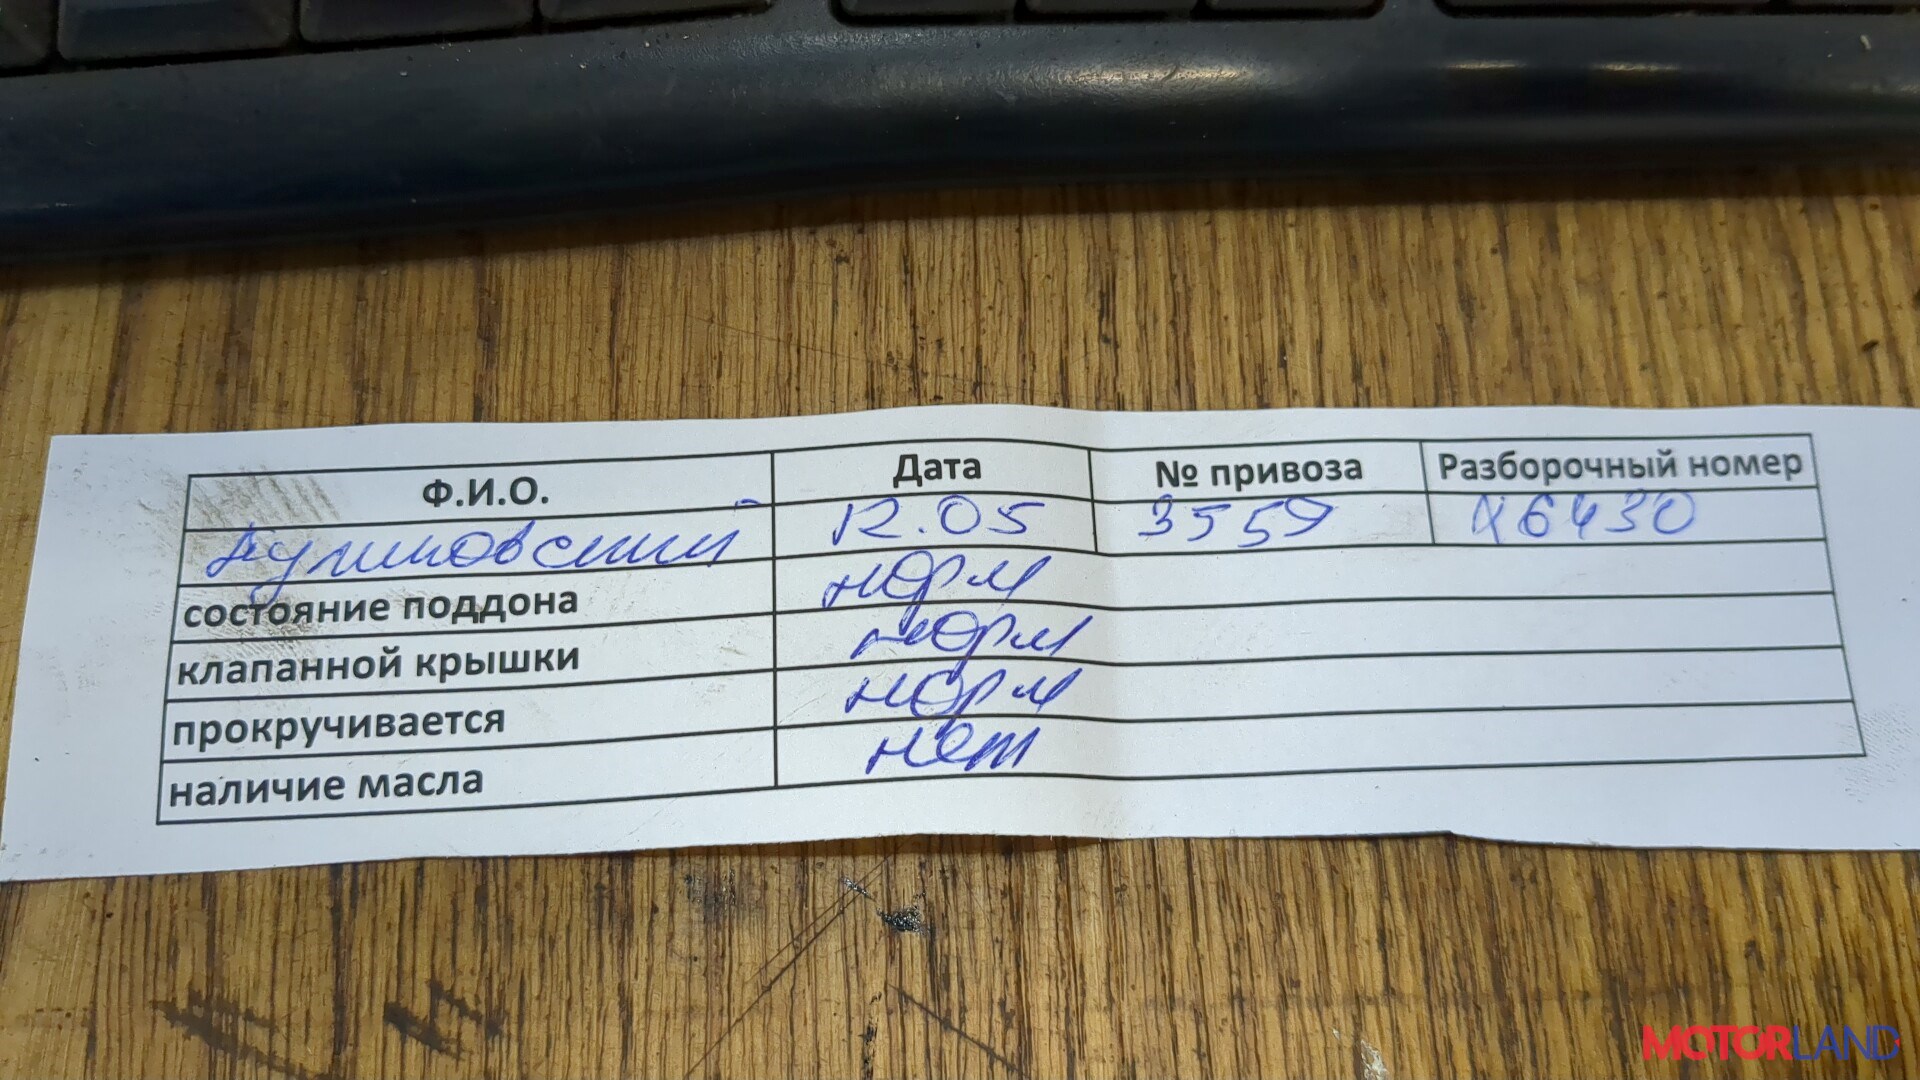 Ф.И.О. Дата № привоза Разборочный номер
12.05 3559 6430
состояние поддона норм
клапанной крышки норм
прокручивается норм
наличие масла нет
MOTORLAND